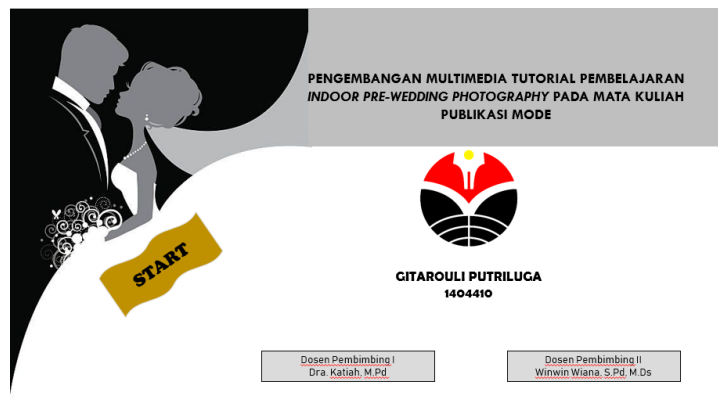 PENGEMBANGAN MULTIMEDIA TUTORIAL PEMBELAJARAN
INDOOR PRE-WEDDING PHOTOGRAPHY PADA MATA KULIAH
PUBLIKASI MODE
START
GITAROULI PUTRILUGA
1404410
Dosen Pembimbing I
Dra. Katiah, M.Pd
Dosen Pembimbing II
Winwin Wiana, S.Pd, M.Ds